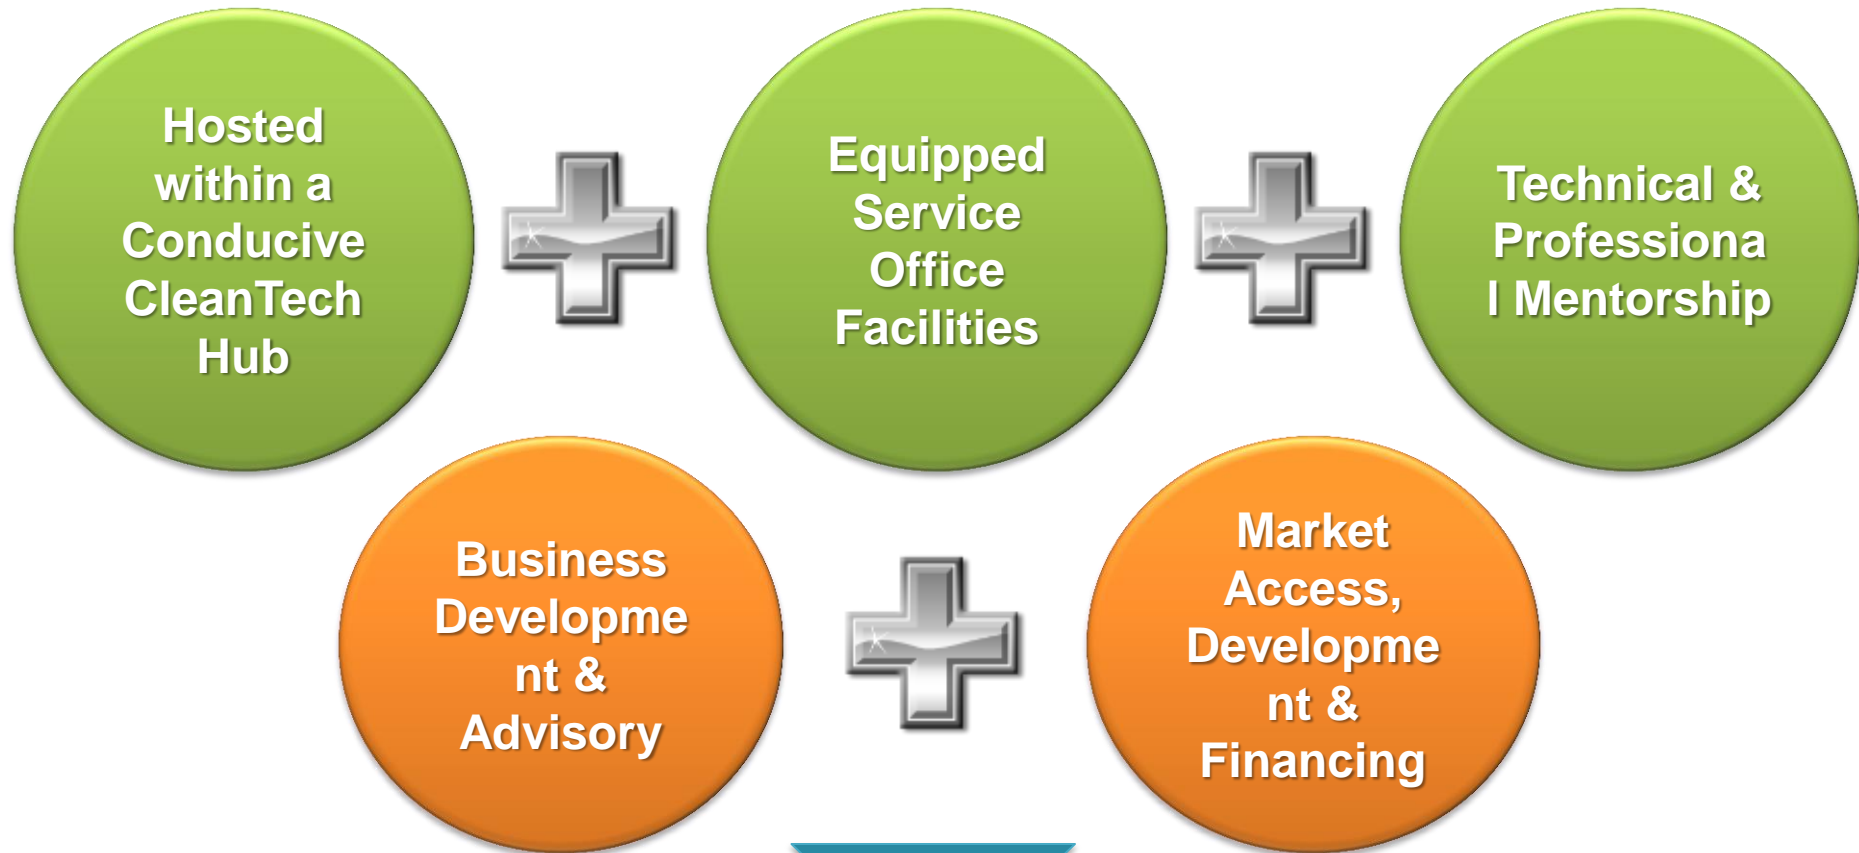 Hosted
within a
Conducive
CleanTech
Hub
Equipped
Service
Office
Facilities
Technical &
Professiona
l Mentorship
Business
Developme
nt &
Advisory
Market
Access,
Developme
nt &
Financing